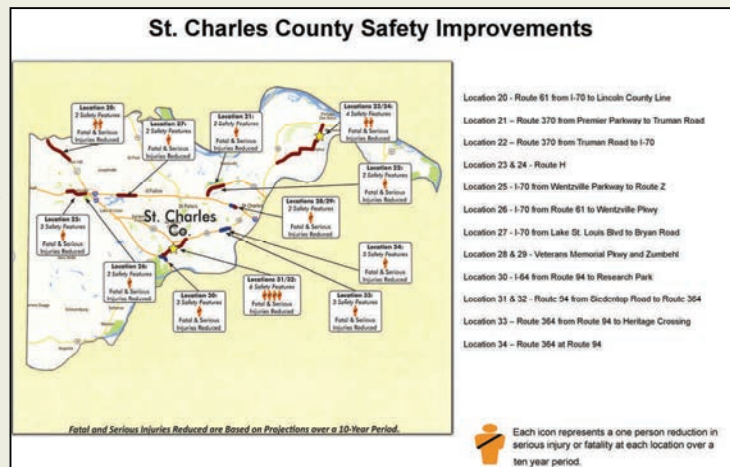 St. Charles County Safety Improvements
Location 20:
2 Safety Features
Fatal & Serious
Injuries Reduced
Location 27:
2 Safety Features
Fatal & Serious
Injuries Reduced
Location 21:
2 Safety Features
Fatal & Serious
Injuries Reduced
Locations 23/24:
4 Safety Features
Fatal & Serious
Injuries Reduced
Location 22:
2 Safety Features
Fatal & Serious
Injuries Reduced
Location 28/29:
2 Safety Features
Fatal & Serious
Injuries Reduced
St. Charles
Co.
Location 25:
Safety Features
Fatal & Serious
Injuries Reduced
Location 26:
2 Safety Features
Fatal & Serious
Injuries Reduced
Safety Features
Fatal & Serious
Injuries Reduced
Locations 31/32:
6 Safety Features
Fatal & Serious
Injuries Reduced
Location 33:
3 Safety Features
Fatal & Serious
Injuries Reduced
Location 34:
3 Safety Features
Fatal & Serious
Injuries Reduced
Fatal and Serious Injuries Reduced are Based on Projections over a 10-Year Period.
Location 20 - Route 61 from I-70 to Lincoln County Line
Location 21 – Route 370 from Premier Parkway to Truman Road
Location 22 – Route 370 from Truman Road to I-70
Location 23 & 24 - Route H
Location 25 - I-70 from Wentzville Parkway to Route Z
Location 26 - I-70 from Route 61 to Wentzville Pkwy
Location 27 - I-70 from Lake St. Louis Blvd to Bryan Road
Location 28 & 29 - Veterans Memorial Pkwy and Zumbehl
Location 30 - I-64 from Route 94 to Research Park
Location 31 & 32 - Route 94 from Siedentop Road to Route 364
Location 33 – Route 364 from Route 94 to Heritage Crossing
Location 34 – Route 364 at Route 94
Each icon represents a one person reduction in
serious injury or fatality at each location over a
ten year period.